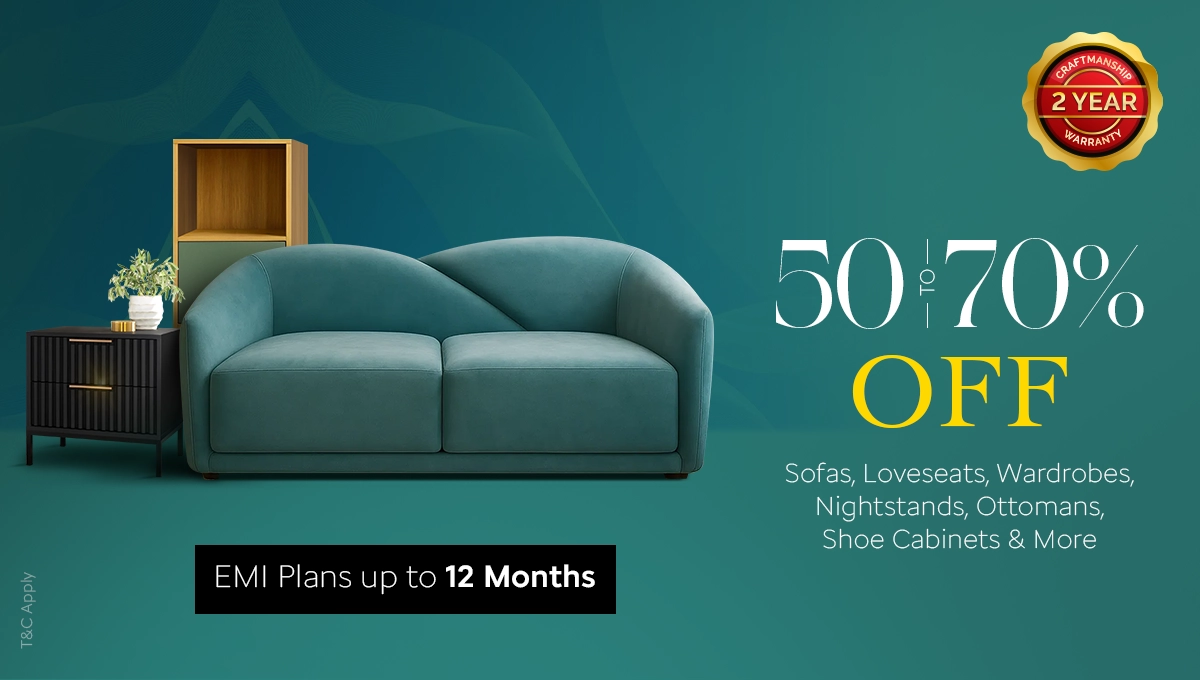 CRAFTMANSHIP
2 YEAR
WARRANTY
50 TO 70%
OFF
Sofas, Loveseats, Wardrobes,
Nightstands, Ottomans,
Shoe Cabinets & More
EMI Plans up to 12 Months
T&C Apply